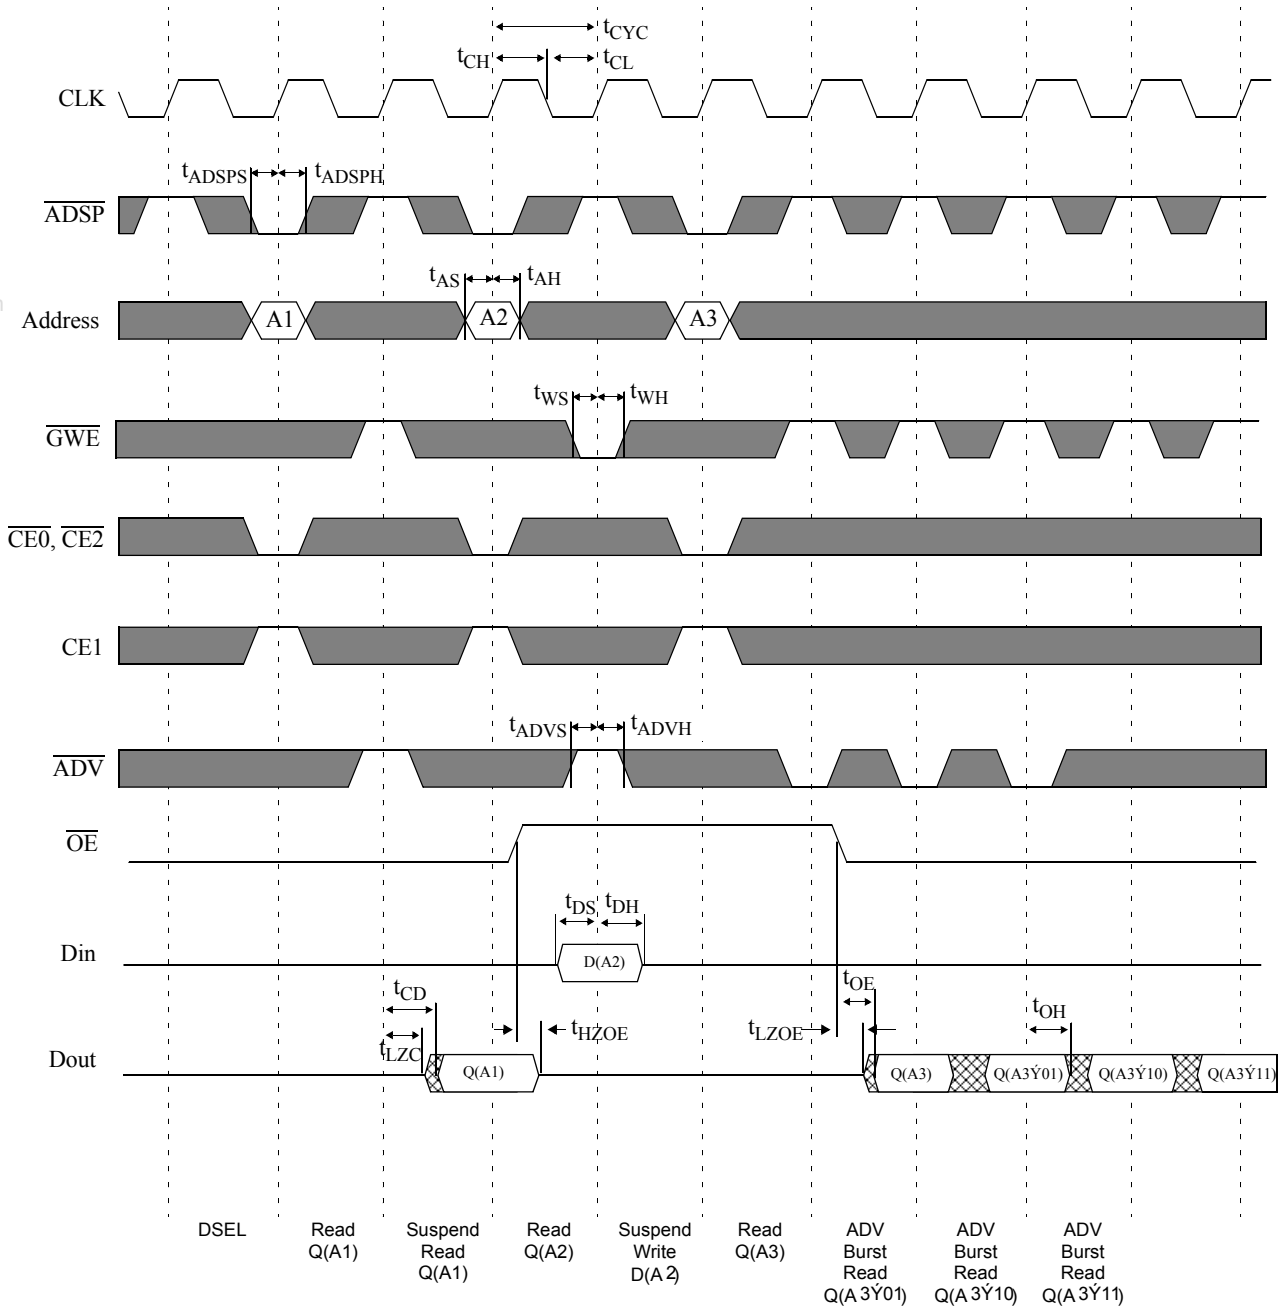 tCYC
tCH tCL
CLK
tADSPS tADSPH
ADSP
tAS tAH
Address A1 A2 A3
tWS tWH
GWE
CE0, CE2
CE1
tADVS tADVH
ADV
OE
tDS tDH
Din D(A2)
tCD tOE tOH
tLZC tHZOE tLZOE
Dout Q(A1) Q(A3) Q(A3Ý01) Q(A3Ý10) Q(A3Ý11)
DSEL Read Suspend Read Suspend Read ADV ADV ADV
Q(A1) Read Q(A2) Write Q(A3) Burst Burst Burst
Q(A1) D(A2) Read Read Read
Q(A3Ý01) Q(A3Ý10) Q(A3Ý11)